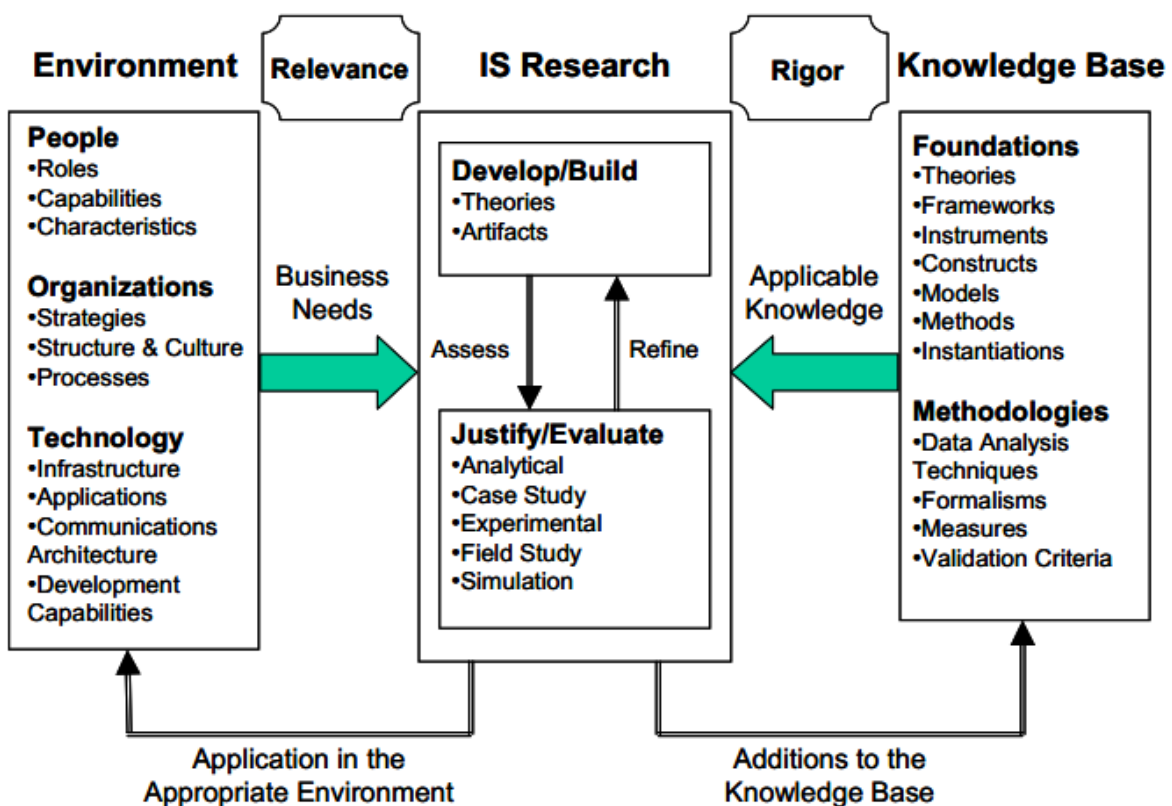 Environment
Relevance
IS Research
Rigor
Knowledge Base
People
•Roles
•Capabilities
•Characteristics
Organizations
•Strategies
•Structure & Culture
•Processes
Technology
•Infrastructure
•Applications
•Communications
Architecture
•Development
Capabilities
Business
Needs
Develop/Build
•Theories
•Artifacts
Assess
Refine
Justify/Evaluate
•Analytical
•Case Study
•Experimental
•Field Study
•Simulation
Applicable
Knowledge
Foundations
•Theories
•Frameworks
•Instruments
•Constructs
•Models
•Methods
•Instantiations
Methodologies
•Data Analysis
Techniques
•Formalisms
•Measures
•Validation Criteria
Application in the
Appropriate Environment
Additions to the
Knowledge Base